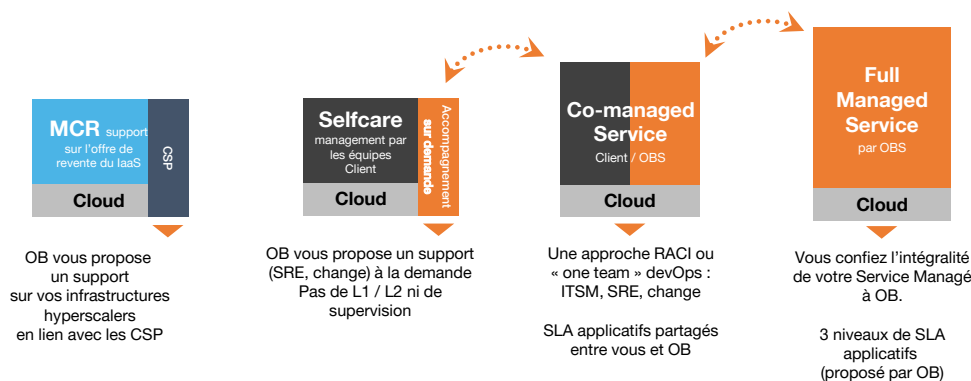 MCR support
sur l'offre de
revente du IaaS
CSP
Cloud
OB vous propose
un support
sur vos infrastructures
hyperscalers
en lien avec les CSP
Selfcare
management par
les équipes
Client
Accompagnement
sur demande
Cloud
OB vous propose un support
(SRE, change) à la demande
Pas de L1 / L2 ni de
supervision
Co-managed
Service
Client / OBS
Cloud
Une approche RACI ou
« one team » devOps :
ITSM, SRE, change
SLA applicatifs partagés
entre vous et OB
Full
Managed
Service
par OBS
Cloud
Vous confiez l'intégralité
de votre Service Managé
à OB.
3 niveaux de SLA
applicatifs
(proposé par OB)